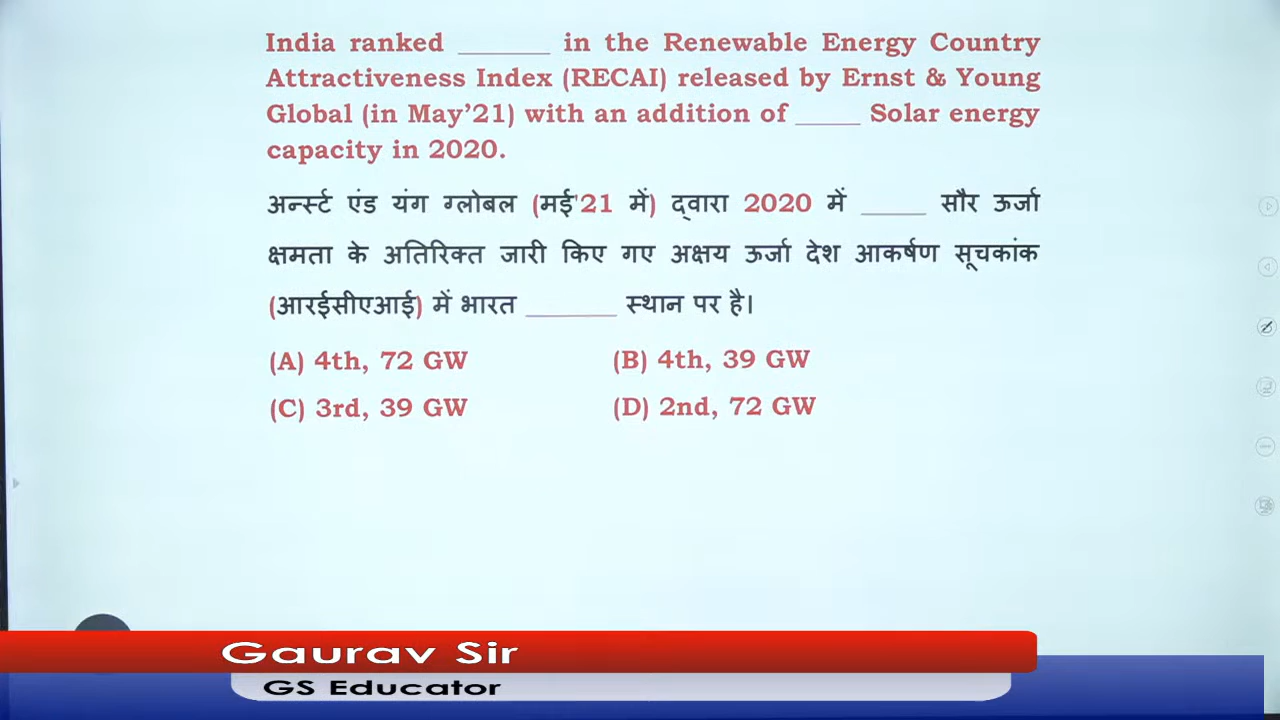 India ranked _______ in the Renewable Energy Country
Attractiveness Index (RECAI) released by Ernst & Young
Global (in May’21) with an addition of _____ Solar energy
capacity in 2020.
अर्न्स्ट एंड यंग ग्लोबल (मई'21 में) द्वारा 2020 में _____ सौर ऊर्जा
क्षमता के अतिरिक्त जारी किए गए अक्षय ऊर्जा देश आकर्षण सूचकांक
(आरईसीएआई) में भारत _______ स्थान पर है।
(A) 4th, 72 GW (B) 4th, 39 GW
(C) 3rd, 39 GW (D) 2nd, 72 GW
Gaurav Sir
GS Educator